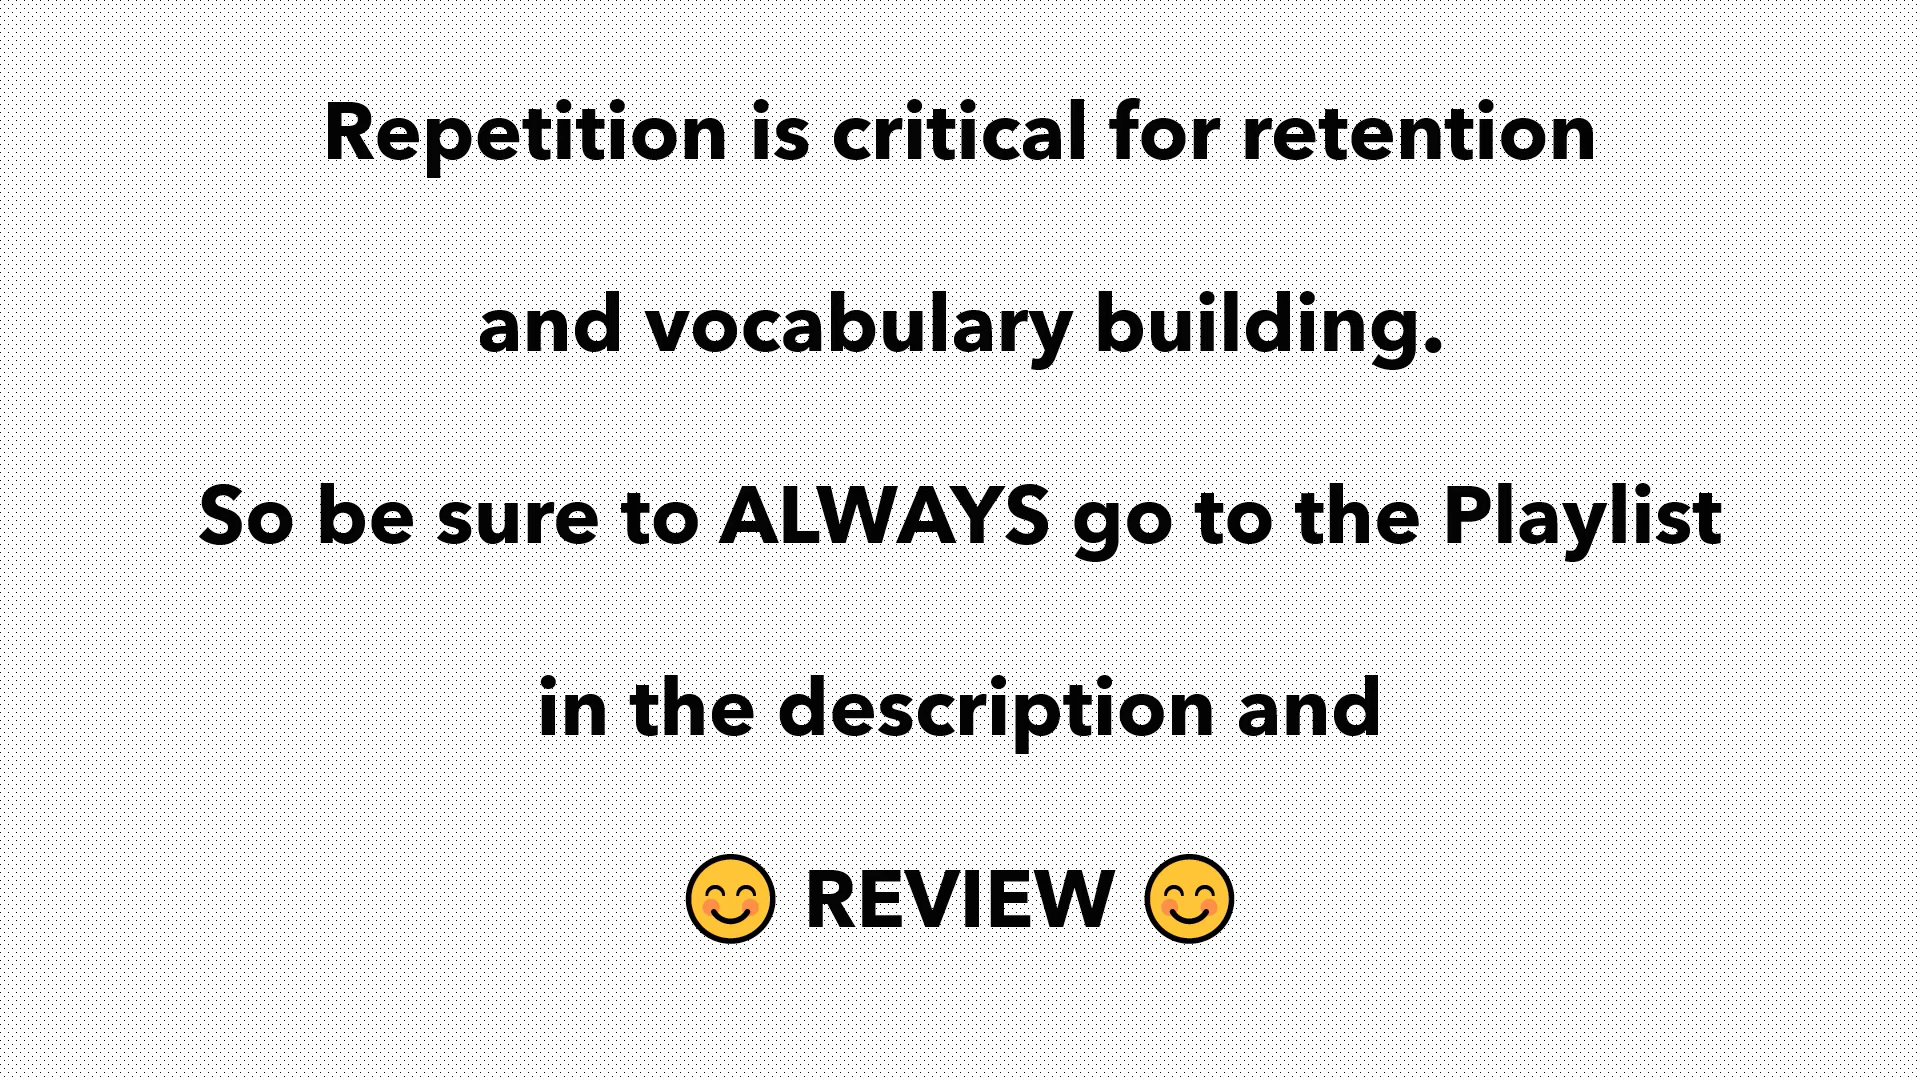 Repetition is critical for retention
and vocabulary building.
So be sure to ALWAYS go to the Playlist
in the description and
😊 REVIEW 😊